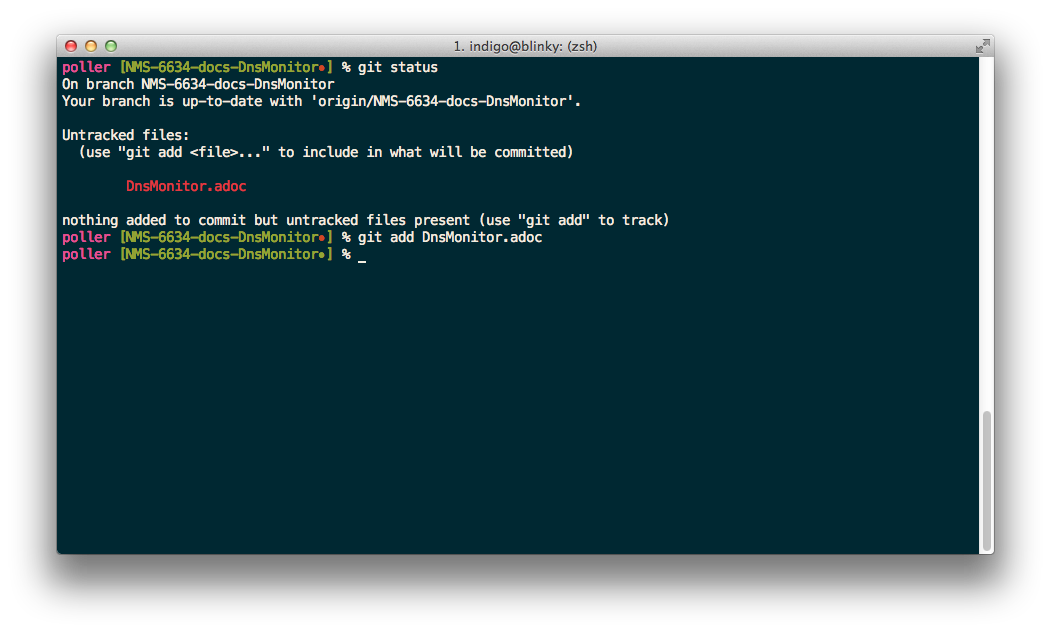 1. indigo@blinky: (zsh)
poller [NMS-6634-docs-DnsMonitor•] % git status
On branch NMS-6634-docs-DnsMonitor
Your branch is up-to-date with 'origin/NMS-6634-docs-DnsMonitor'.
Untracked files:
(use "git add <file>..." to include in what will be committed)
DnsMonitor.adoc
nothing added to commit but untracked files present (use "git add" to track)
poller [NMS-6634-docs-DnsMonitor•] % git add DnsMonitor.adoc
poller [NMS-6634-docs-DnsMonitor•] % _